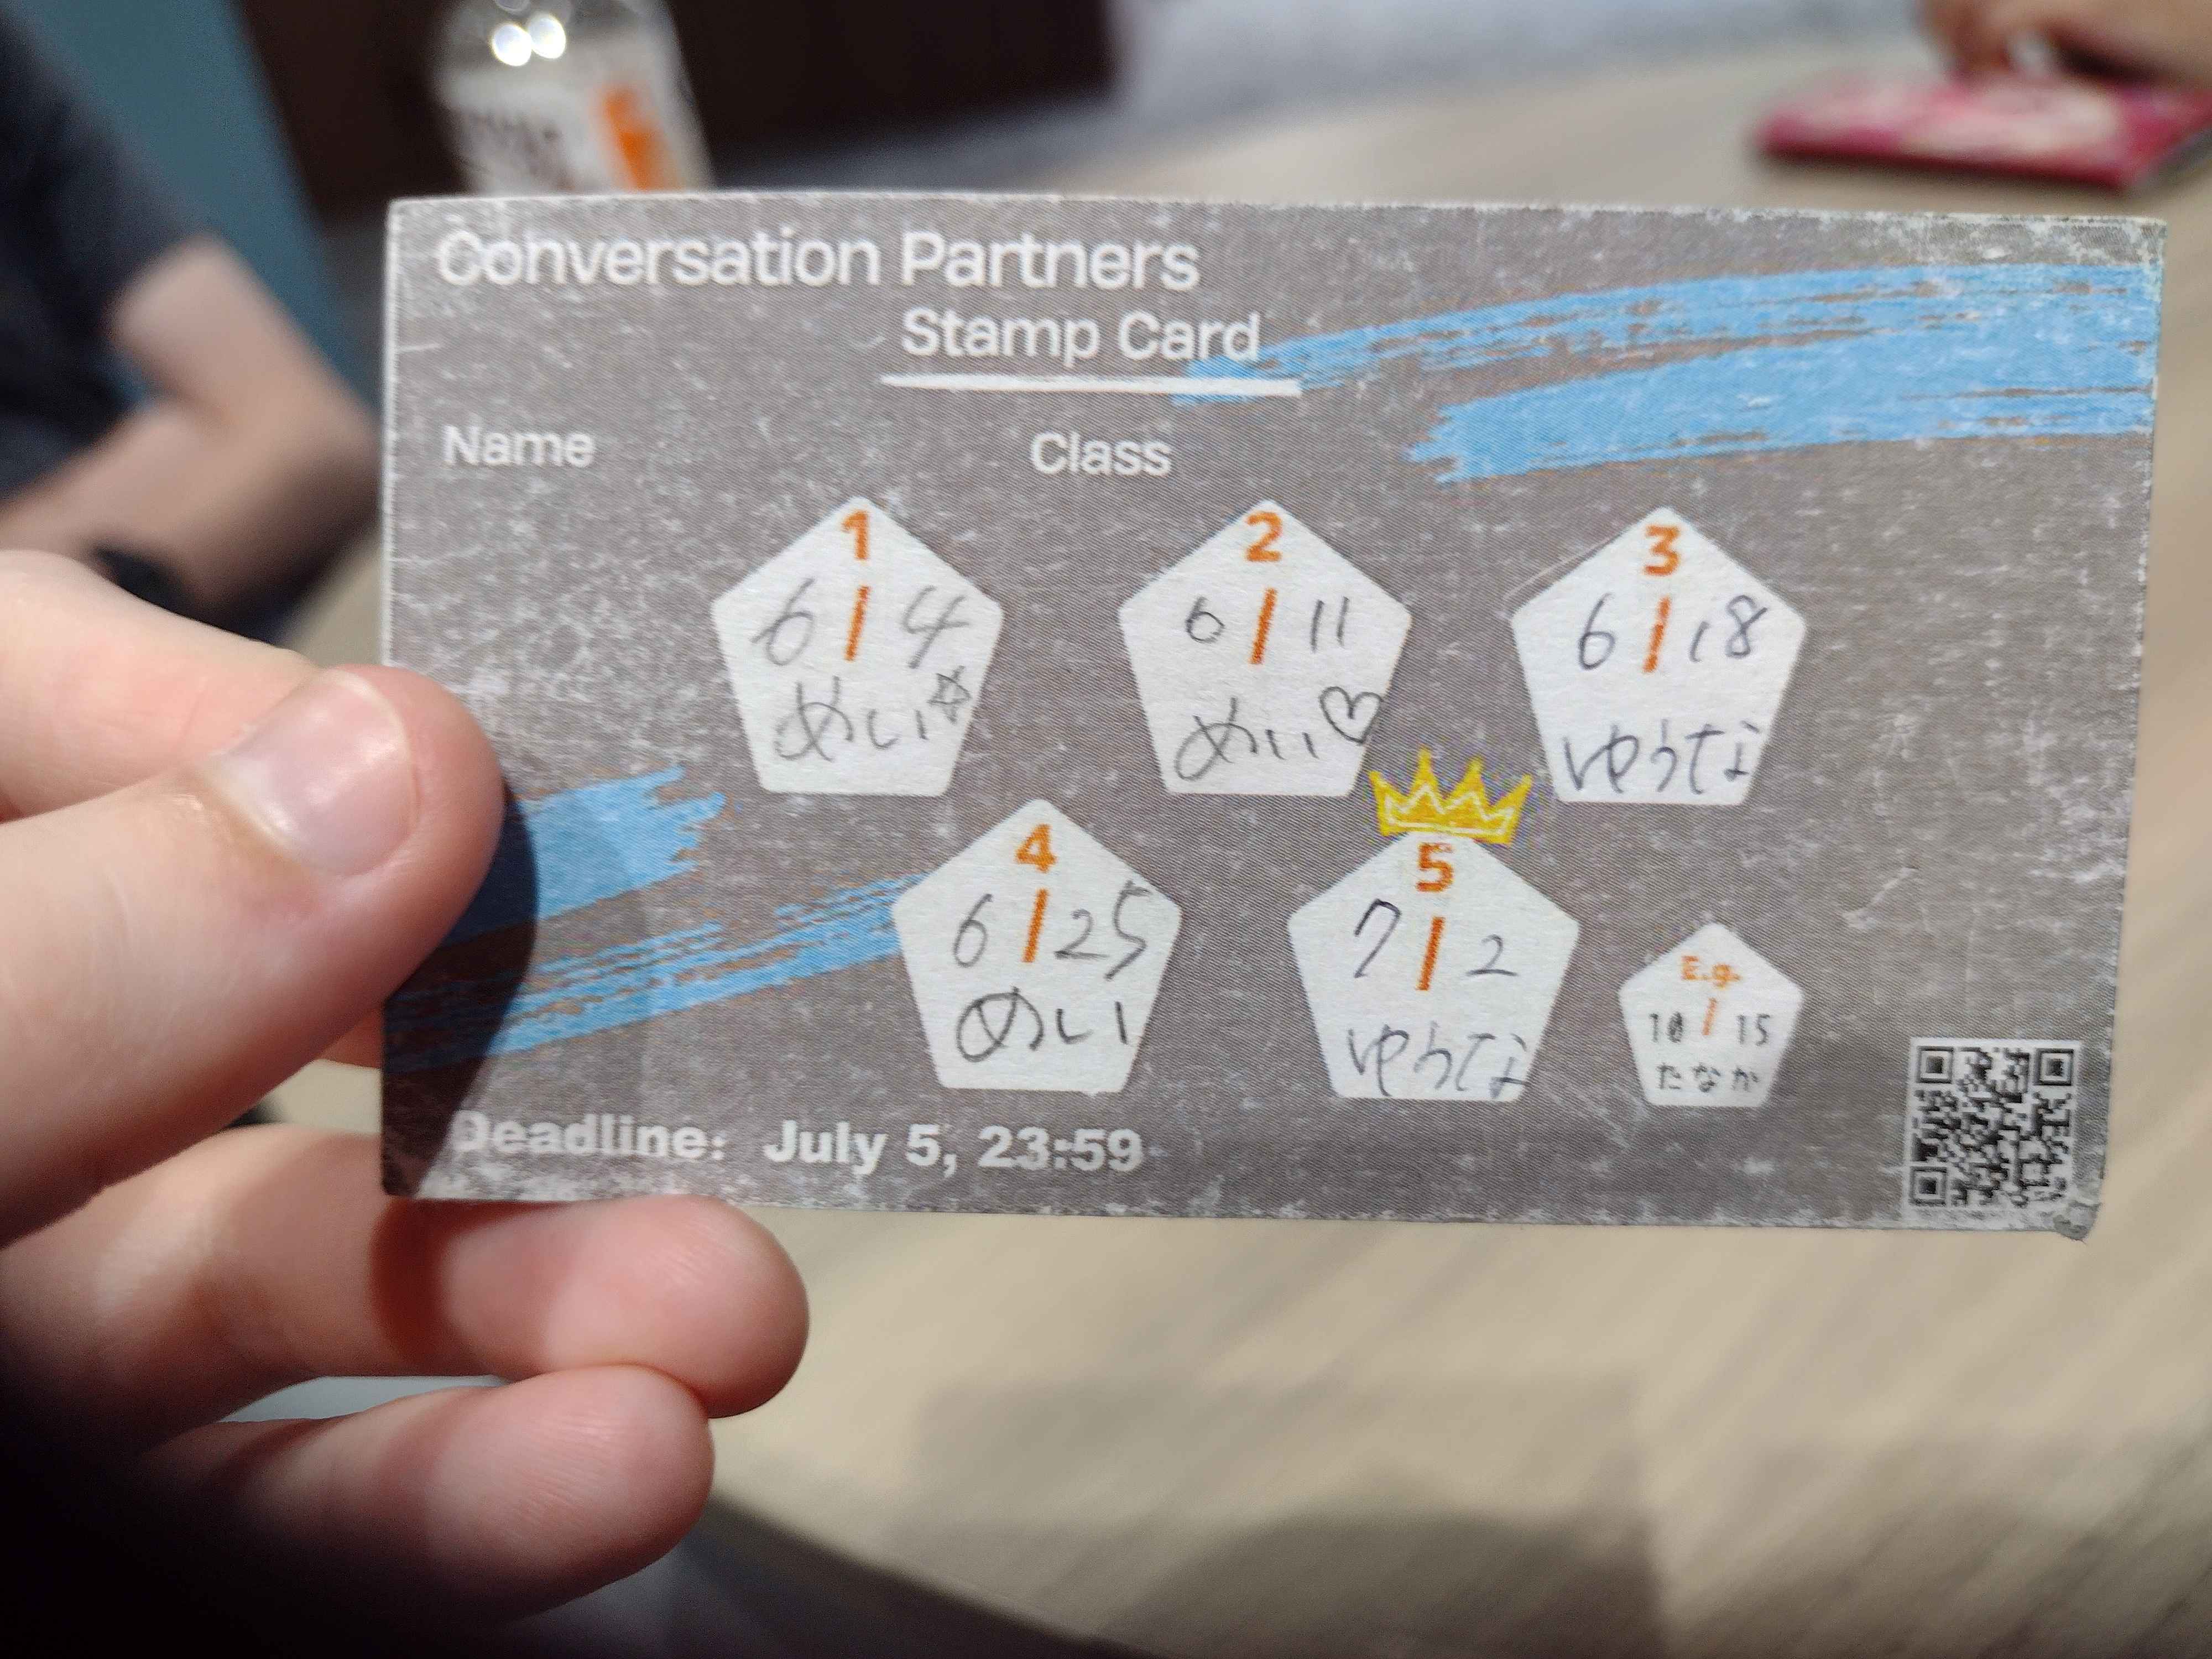 Conversation Partners
Stamp Card
Name
Class
1
6/4
めい☆
2
6/11
めい♡
3
6/18
ゆうな
4
6/25
めい
5
7/2
ゆうな
E.g.
10/15
たなか
Deadline: July 5, 23:59